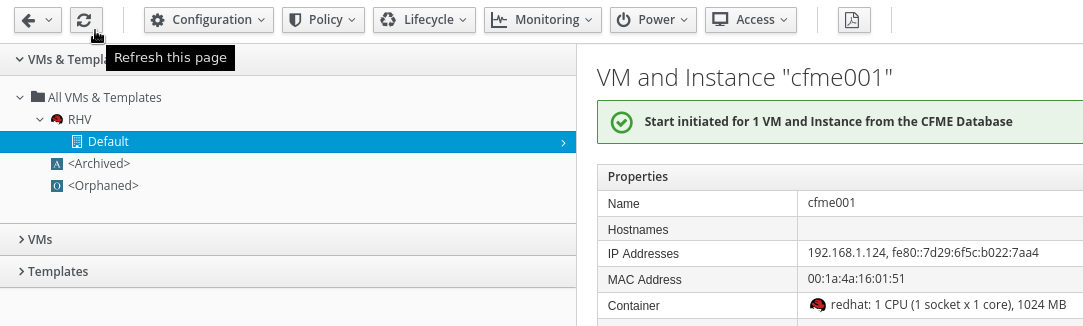 Configuration Policy Lifecycle Monitoring Power Access
Refresh this page
VMs & Templa
All VMs & Templates
RHV
Default
A <Archived>
O <Orphaned>
VMs
Templates
VM and Instance "cfme001"
Start initiated for 1 VM and Instance from the CFME Database
Properties
Name cfme001
Hostnames
IP Addresses 192.168.1.124, fe80::7d29:6f5c:b022:7aa4
MAC Address 00:1a:4a:16:01:51
Container redhat: 1 CPU (1 socket x 1 core), 1024 MB